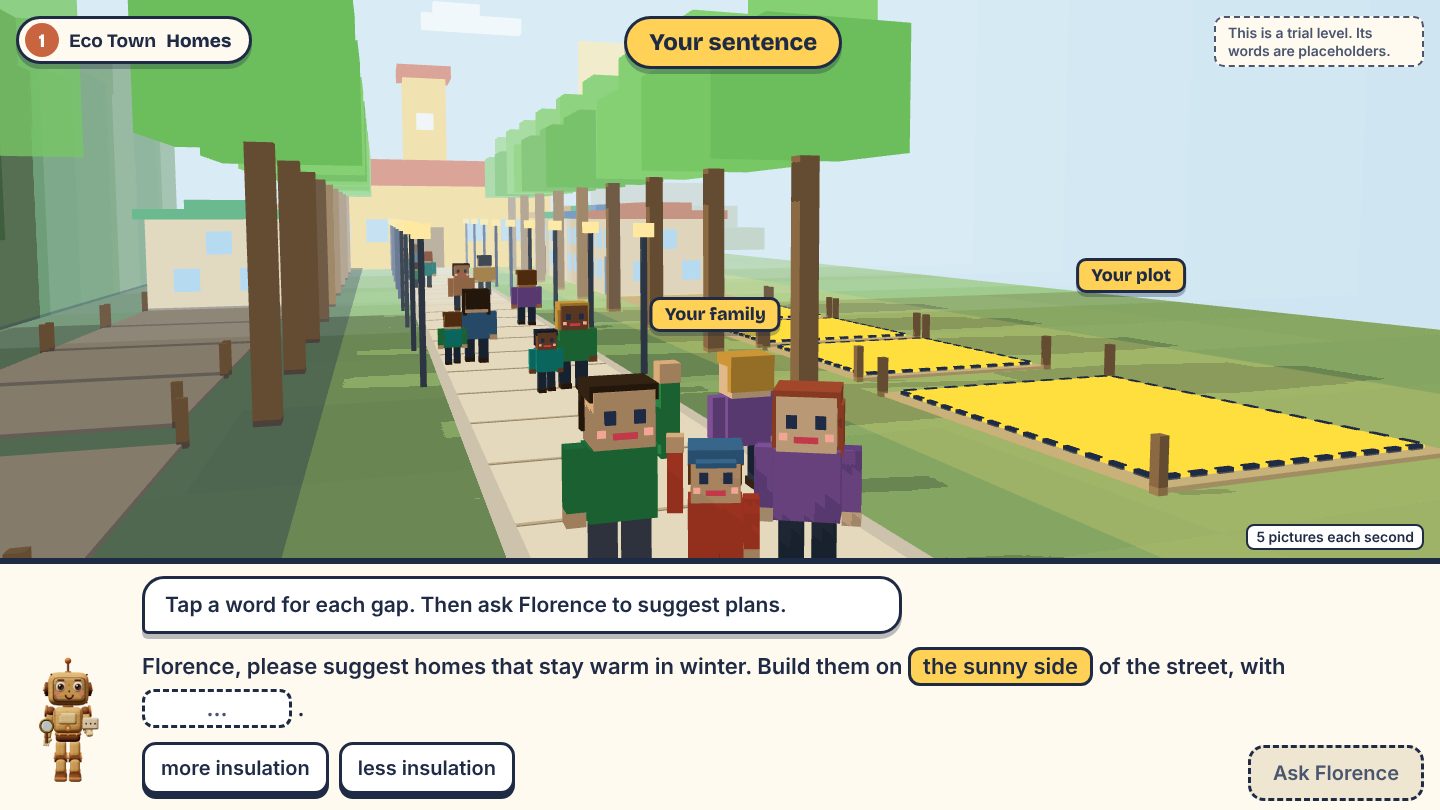 1 Eco Town Homes
Your sentence
This is a trial level. Its
words are placeholders.
Your plot
Your family
5 pictures each second
Tap a word for each gap. Then ask Florence to suggest plans.
Florence, please suggest homes that stay warm in winter. Build them on the sunny side of the street, with
... .
more insulation
less insulation
Ask Florence